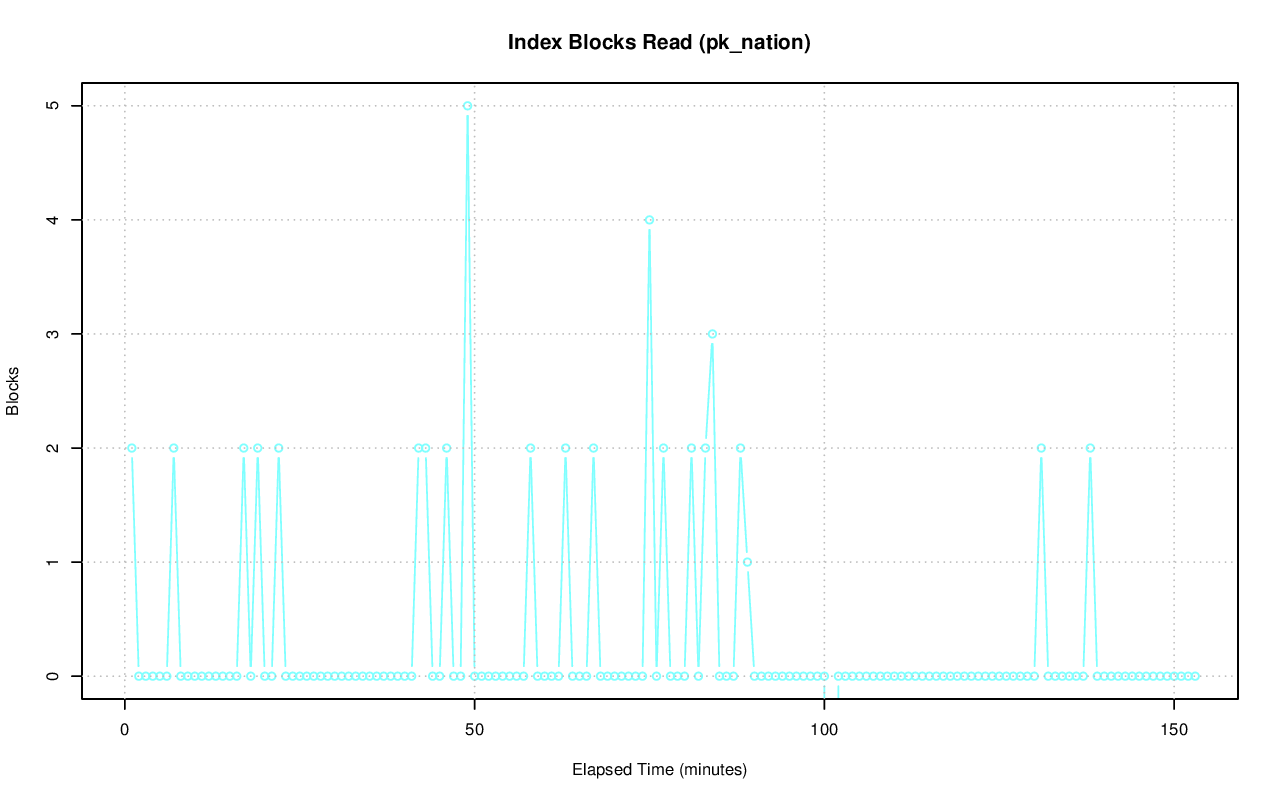 Index Blocks Read (pk_nation)
5
4
3
2
1
0
Blocks
0 50 100 150
Elapsed Time (minutes)